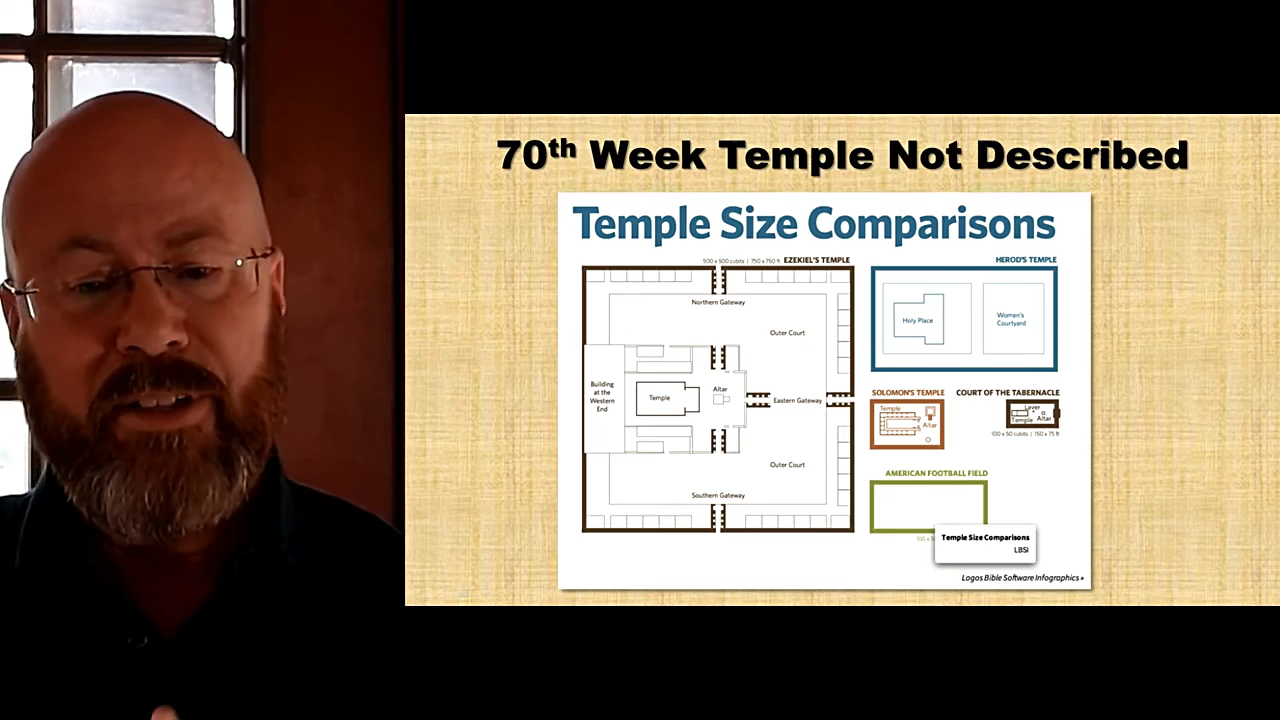 70th Week Temple Not Described
Temple Size Comparisons
500 x 500 cubits | 750 x 750 ft EZEKIEL'S TEMPLE
Northern Gateway
Outer Court
Building
at the
Western
End
Temple
Altar
Eastern Gateway
Outer Court
Southern Gateway
HEROD'S TEMPLE
Holy Place
Women's
Courtyard
SOLOMON'S TEMPLE
Temple
Altar
COURT OF THE TABERNACLE
Laver
Temple Altar
100 x 50 cubits | 150 x 75 ft
AMERICAN FOOTBALL FIELD
Temple Size Comparisons
LBSI
Logos Bible Software Infographics »